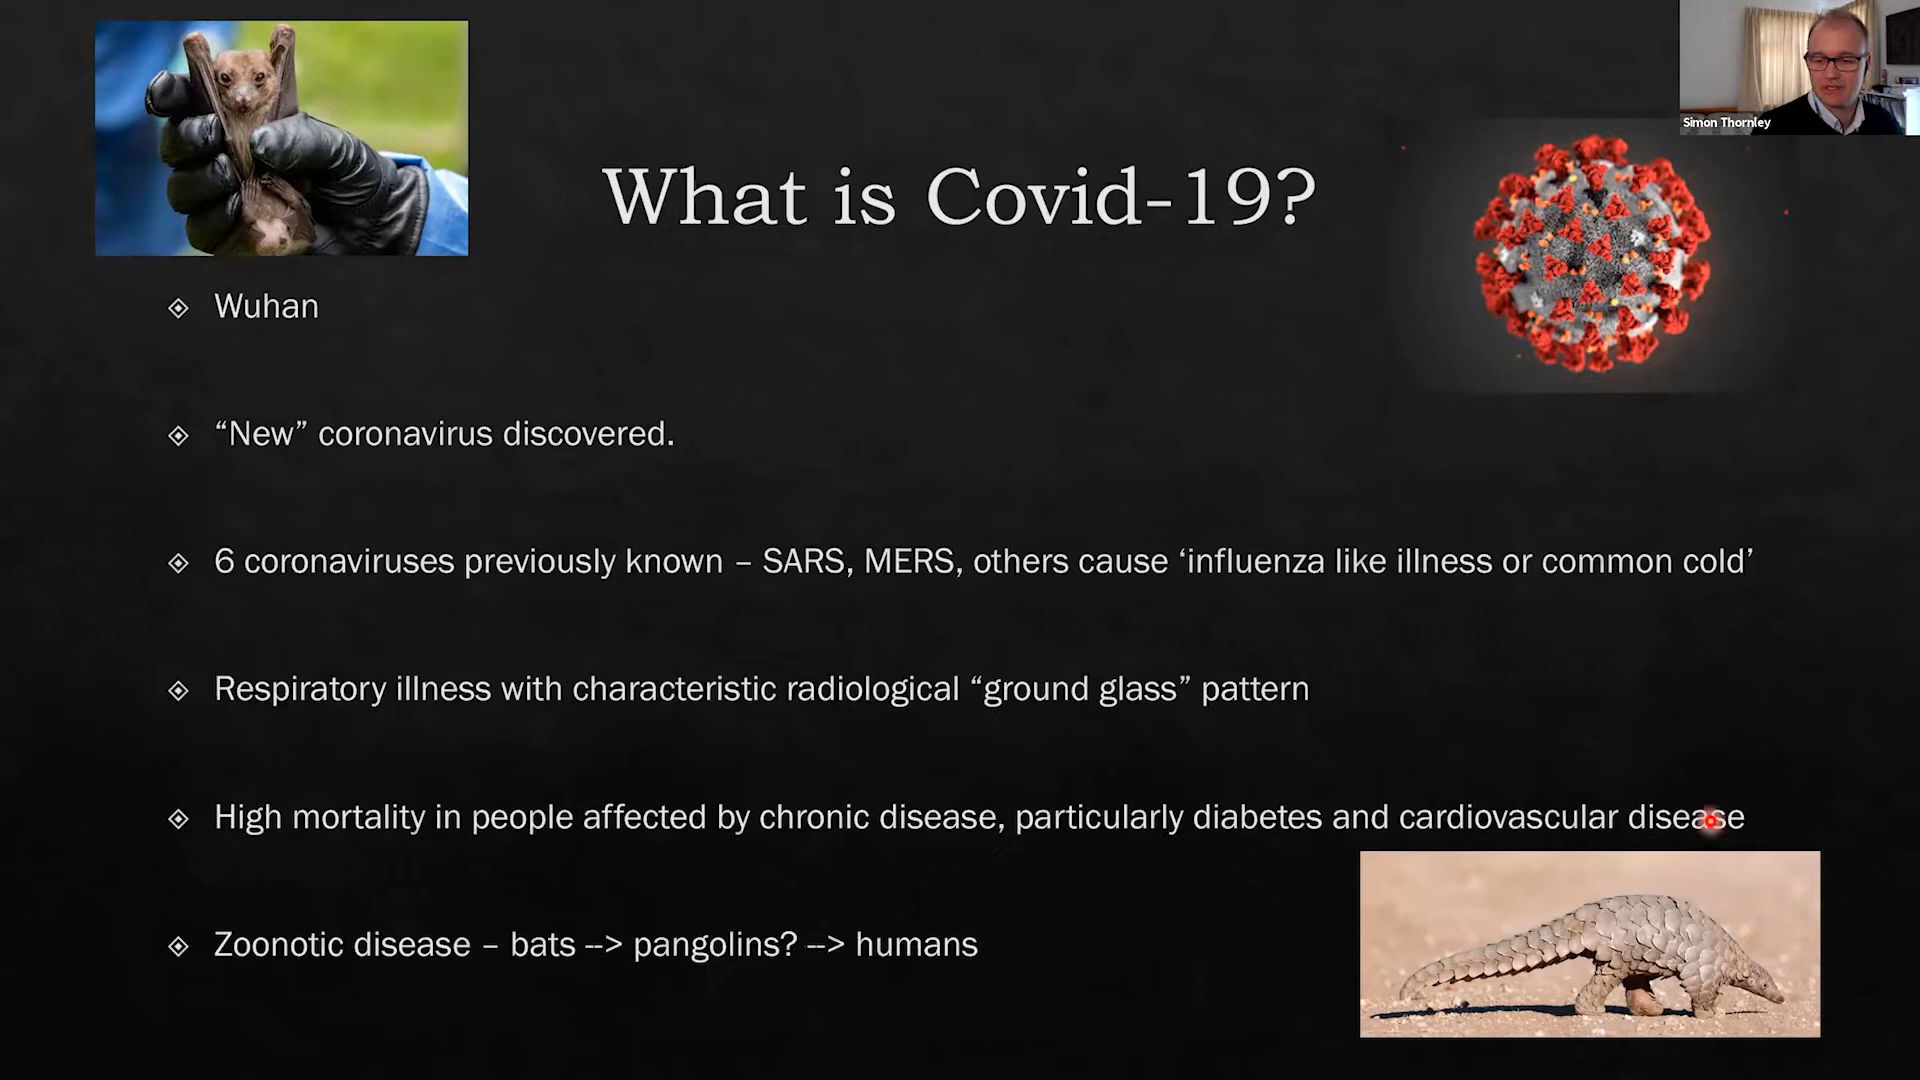 Simon Thornley
What is Covid-19?
Wuhan
“New” coronavirus discovered.
6 coronaviruses previously known – SARS, MERS, others cause ‘influenza like illness or common cold’
Respiratory illness with characteristic radiological “ground glass” pattern
High mortality in people affected by chronic disease, particularly diabetes and cardiovascular disease
Zoonotic disease – bats --> pangolins? --> humans